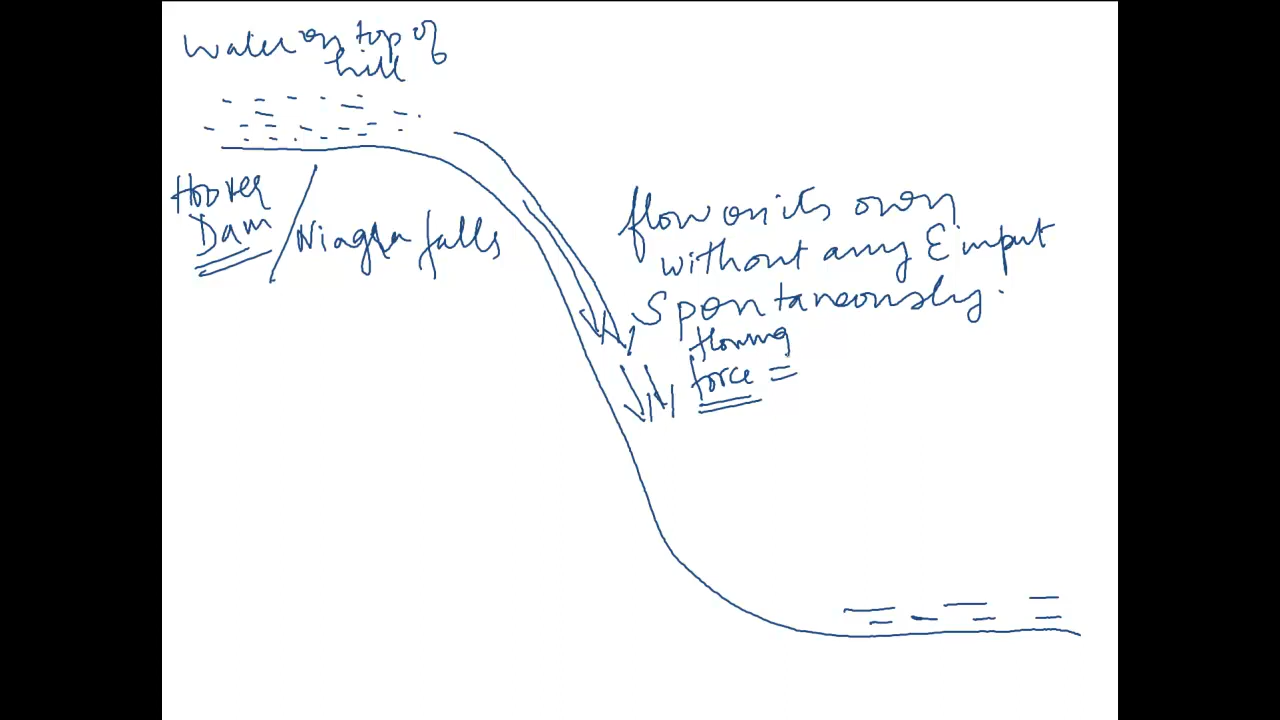 Water on top of
hill
Hoover
Dam / Niagra falls
flow on its own
without any E input
Spontaneously.
flowing
force =